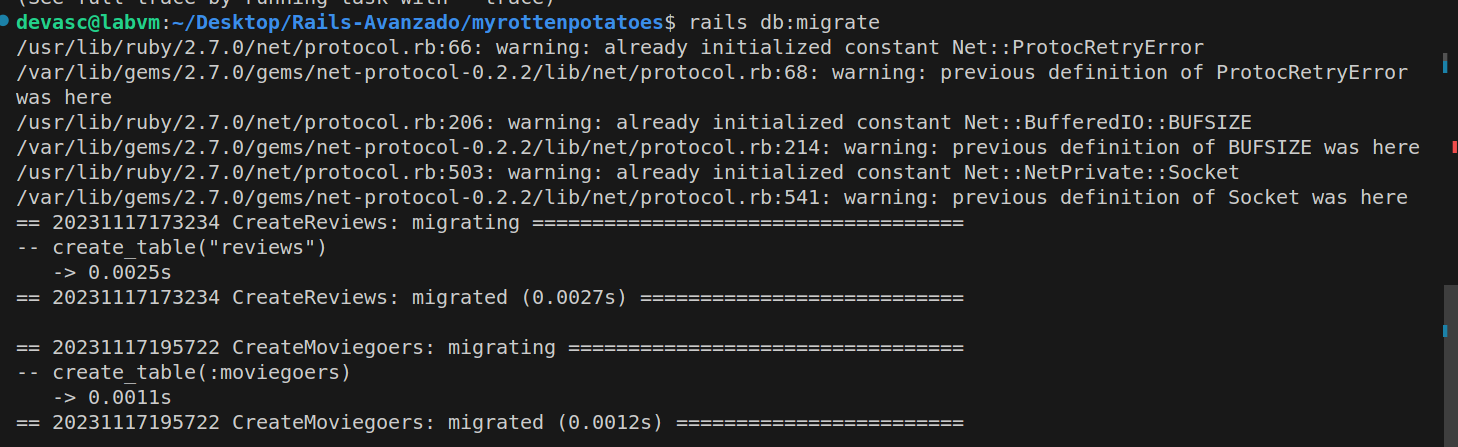 (See full trace by running task with --trace)
devasc@labvm:~/Desktop/Rails-Avanzado/myrottenpotatoes$ rails db:migrate
/usr/lib/ruby/2.7.0/net/protocol.rb:66: warning: already initialized constant Net::ProtocRetryError
/var/lib/gems/2.7.0/gems/net-protocol-0.2.2/lib/net/protocol.rb:68: warning: previous definition of ProtocRetryError
was here
/usr/lib/ruby/2.7.0/net/protocol.rb:206: warning: already initialized constant Net::BufferedIO::BUFSIZE
/var/lib/gems/2.7.0/gems/net-protocol-0.2.2/lib/net/protocol.rb:214: warning: previous definition of BUFSIZE was here
/usr/lib/ruby/2.7.0/net/protocol.rb:503: warning: already initialized constant Net::NetPrivate::Socket
/var/lib/gems/2.7.0/gems/net-protocol-0.2.2/lib/net/protocol.rb:541: warning: previous definition of Socket was here
== 20231117173234 CreateReviews: migrating ====================================
-- create_table("reviews")
   -> 0.0025s
== 20231117173234 CreateReviews: migrated (0.0027s) ===========================
== 20231117195722 CreateMoviegoers: migrating =================================
-- create_table(:moviegoers)
   -> 0.0011s
== 20231117195722 CreateMoviegoers: migrated (0.0012s) ========================